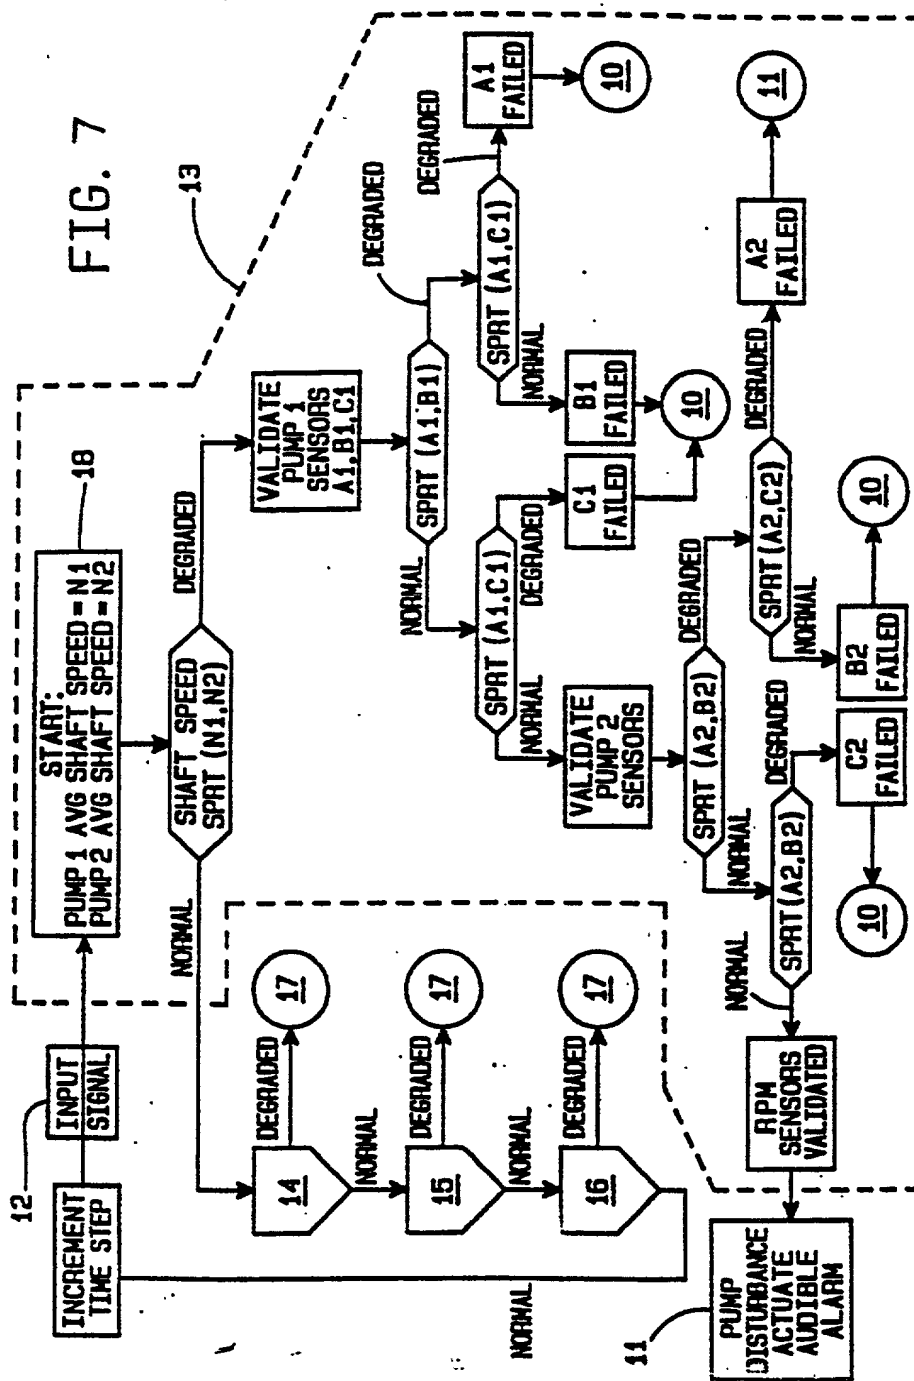 FIG. 7
13
START:
PUMP 1 AVG SHAFT SPEED=N1
PUMP 2 AVG SHAFT SPEED=N2
18
12
INPUT
SIGNAL
INCREMENT
TIME STEP
SHAFT SPEED
SPRT (N1,N2)
NORMAL
DEGRADED
14
DEGRADED
17
NORMAL
15
DEGRADED
17
NORMAL
16
DEGRADED
17
NORMAL
VALIDATE
PUMP 1
SENSORS
A1,B1,C1
SPRT (A1,B1)
NORMAL
DEGRADED
SPRT (A1,C1)
DEGRADED
A1
FAILED
10
NORMAL
B1
FAILED
10
SPRT (A1,C1)
DEGRADED
C1
FAILED
NORMAL
VALIDATE
PUMP 2
SENSORS
SPRT (A2,B2)
DEGRADED
SPRT (A2,C2)
DEGRADED
A2
FAILED
11
NORMAL
B2
FAILED
10
NORMAL
SPRT (A2,B2)
DEGRADED
C2
FAILED
10
NORMAL
RPM
SENSORS
VALIDATED
11
PUMP
DISTURBANCE
ACTUATE
AUDIBLE
ALARM